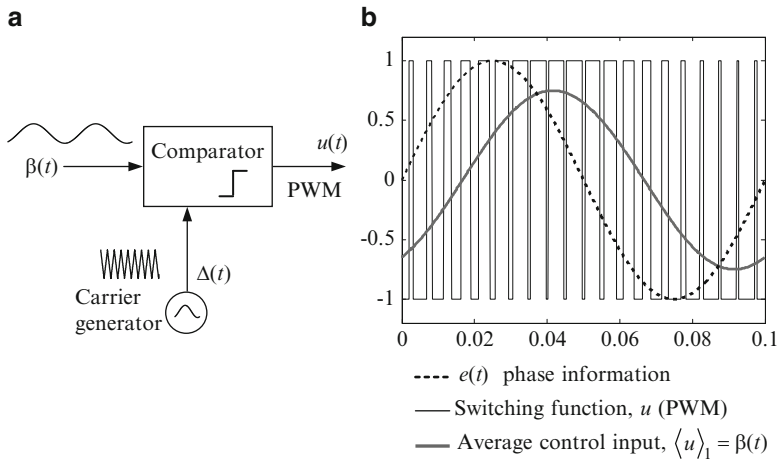 a
β(t)
Comparator
u(t)
PWM
Δ(t)
Carrier
generator
b
1
0.5
0
-0.5
-1
0 0.02 0.04 0.06 0.08 0.1
e(t) phase information
Switching function, u (PWM)
Average control input, ⟨u⟩₁ = β(t)